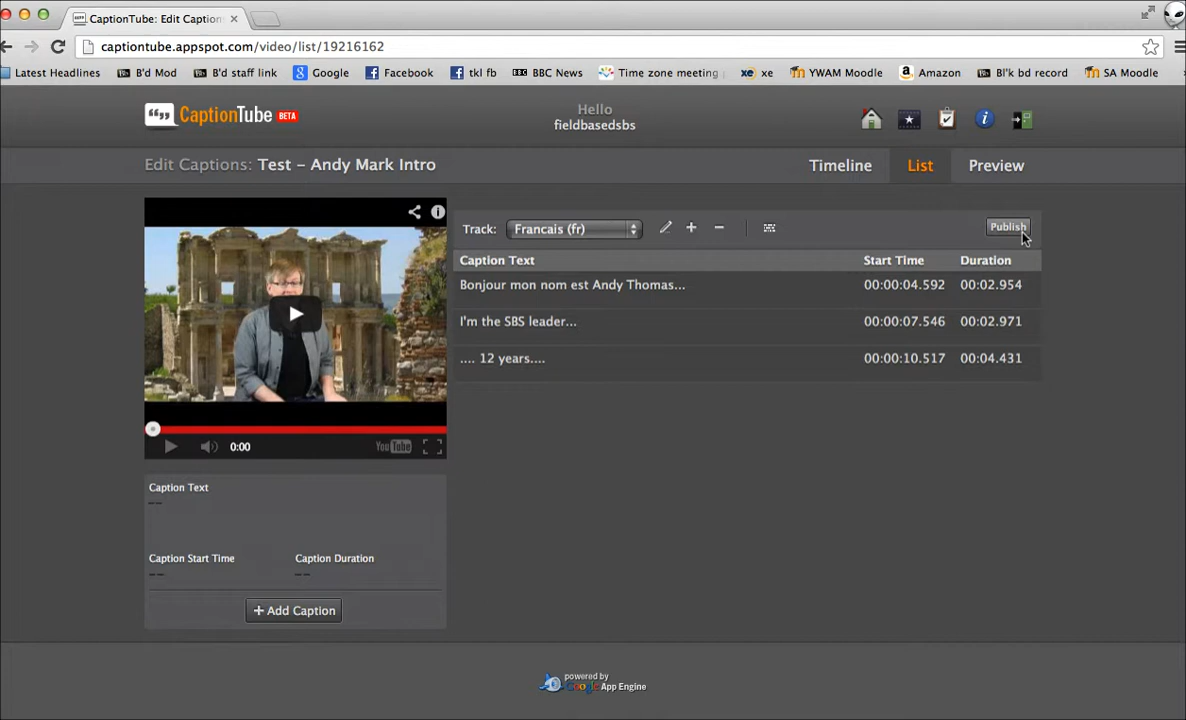 CaptionTube: Edit Caption
captiontube.appspot.com/video/list/19216162
Latest Headlines B'd Mod B'd staff link Google Facebook tkl fb BBC News Time zone meeting xe xe YWAM Moodle Amazon Bl'k bd record SA Moodle
CaptionTube BETA
Hello
fieldbasedsbs
Edit Captions: Test – Andy Mark Intro
Timeline List Preview
Track: Francais (fr) Publish
Caption Text Start Time Duration
Bonjour mon nom est Andy Thomas... 00:00:04.592 00:02.954
I'm the SBS leader... 00:00:07.546 00:02.971
.... 12 years.... 00:00:10.517 00:04.431
0:00 YouTube
Caption Text
--
Caption Start Time Caption Duration
-- --
+ Add Caption
powered by
Google App Engine